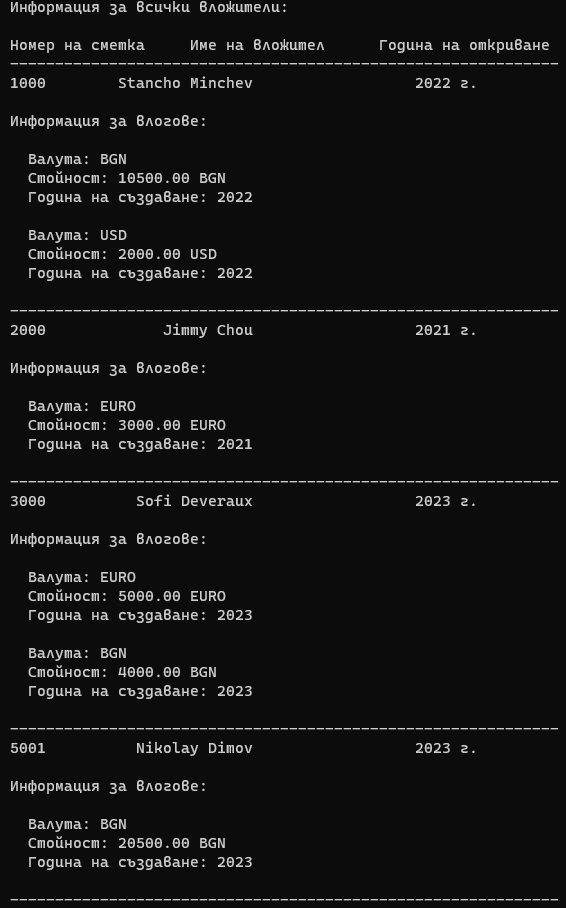 Информация за всички вложители:
Номер на сметка Име на вложител Година на откриване
-------------------------------------------------------------
1000 Stancho Minchev 2022 г.
Информация за влогове:
Валута: BGN
Стойност: 10500.00 BGN
Година на създаване: 2022
Валута: USD
Стойност: 2000.00 USD
Година на създаване: 2022
-------------------------------------------------------------
2000 Jimmy Chou 2021 г.
Информация за влогове:
Валута: EURO
Стойност: 3000.00 EURO
Година на създаване: 2021
-------------------------------------------------------------
3000 Sofi Deveraux 2023 г.
Информация за влогове:
Валута: EURO
Стойност: 5000.00 EURO
Година на създаване: 2023
Валута: BGN
Стойност: 4000.00 BGN
Година на създаване: 2023
-------------------------------------------------------------
5001 Nikolay Dimov 2023 г.
Информация за влогове:
Валута: BGN
Стойност: 20500.00 BGN
Година на създаване: 2023
-------------------------------------------------------------